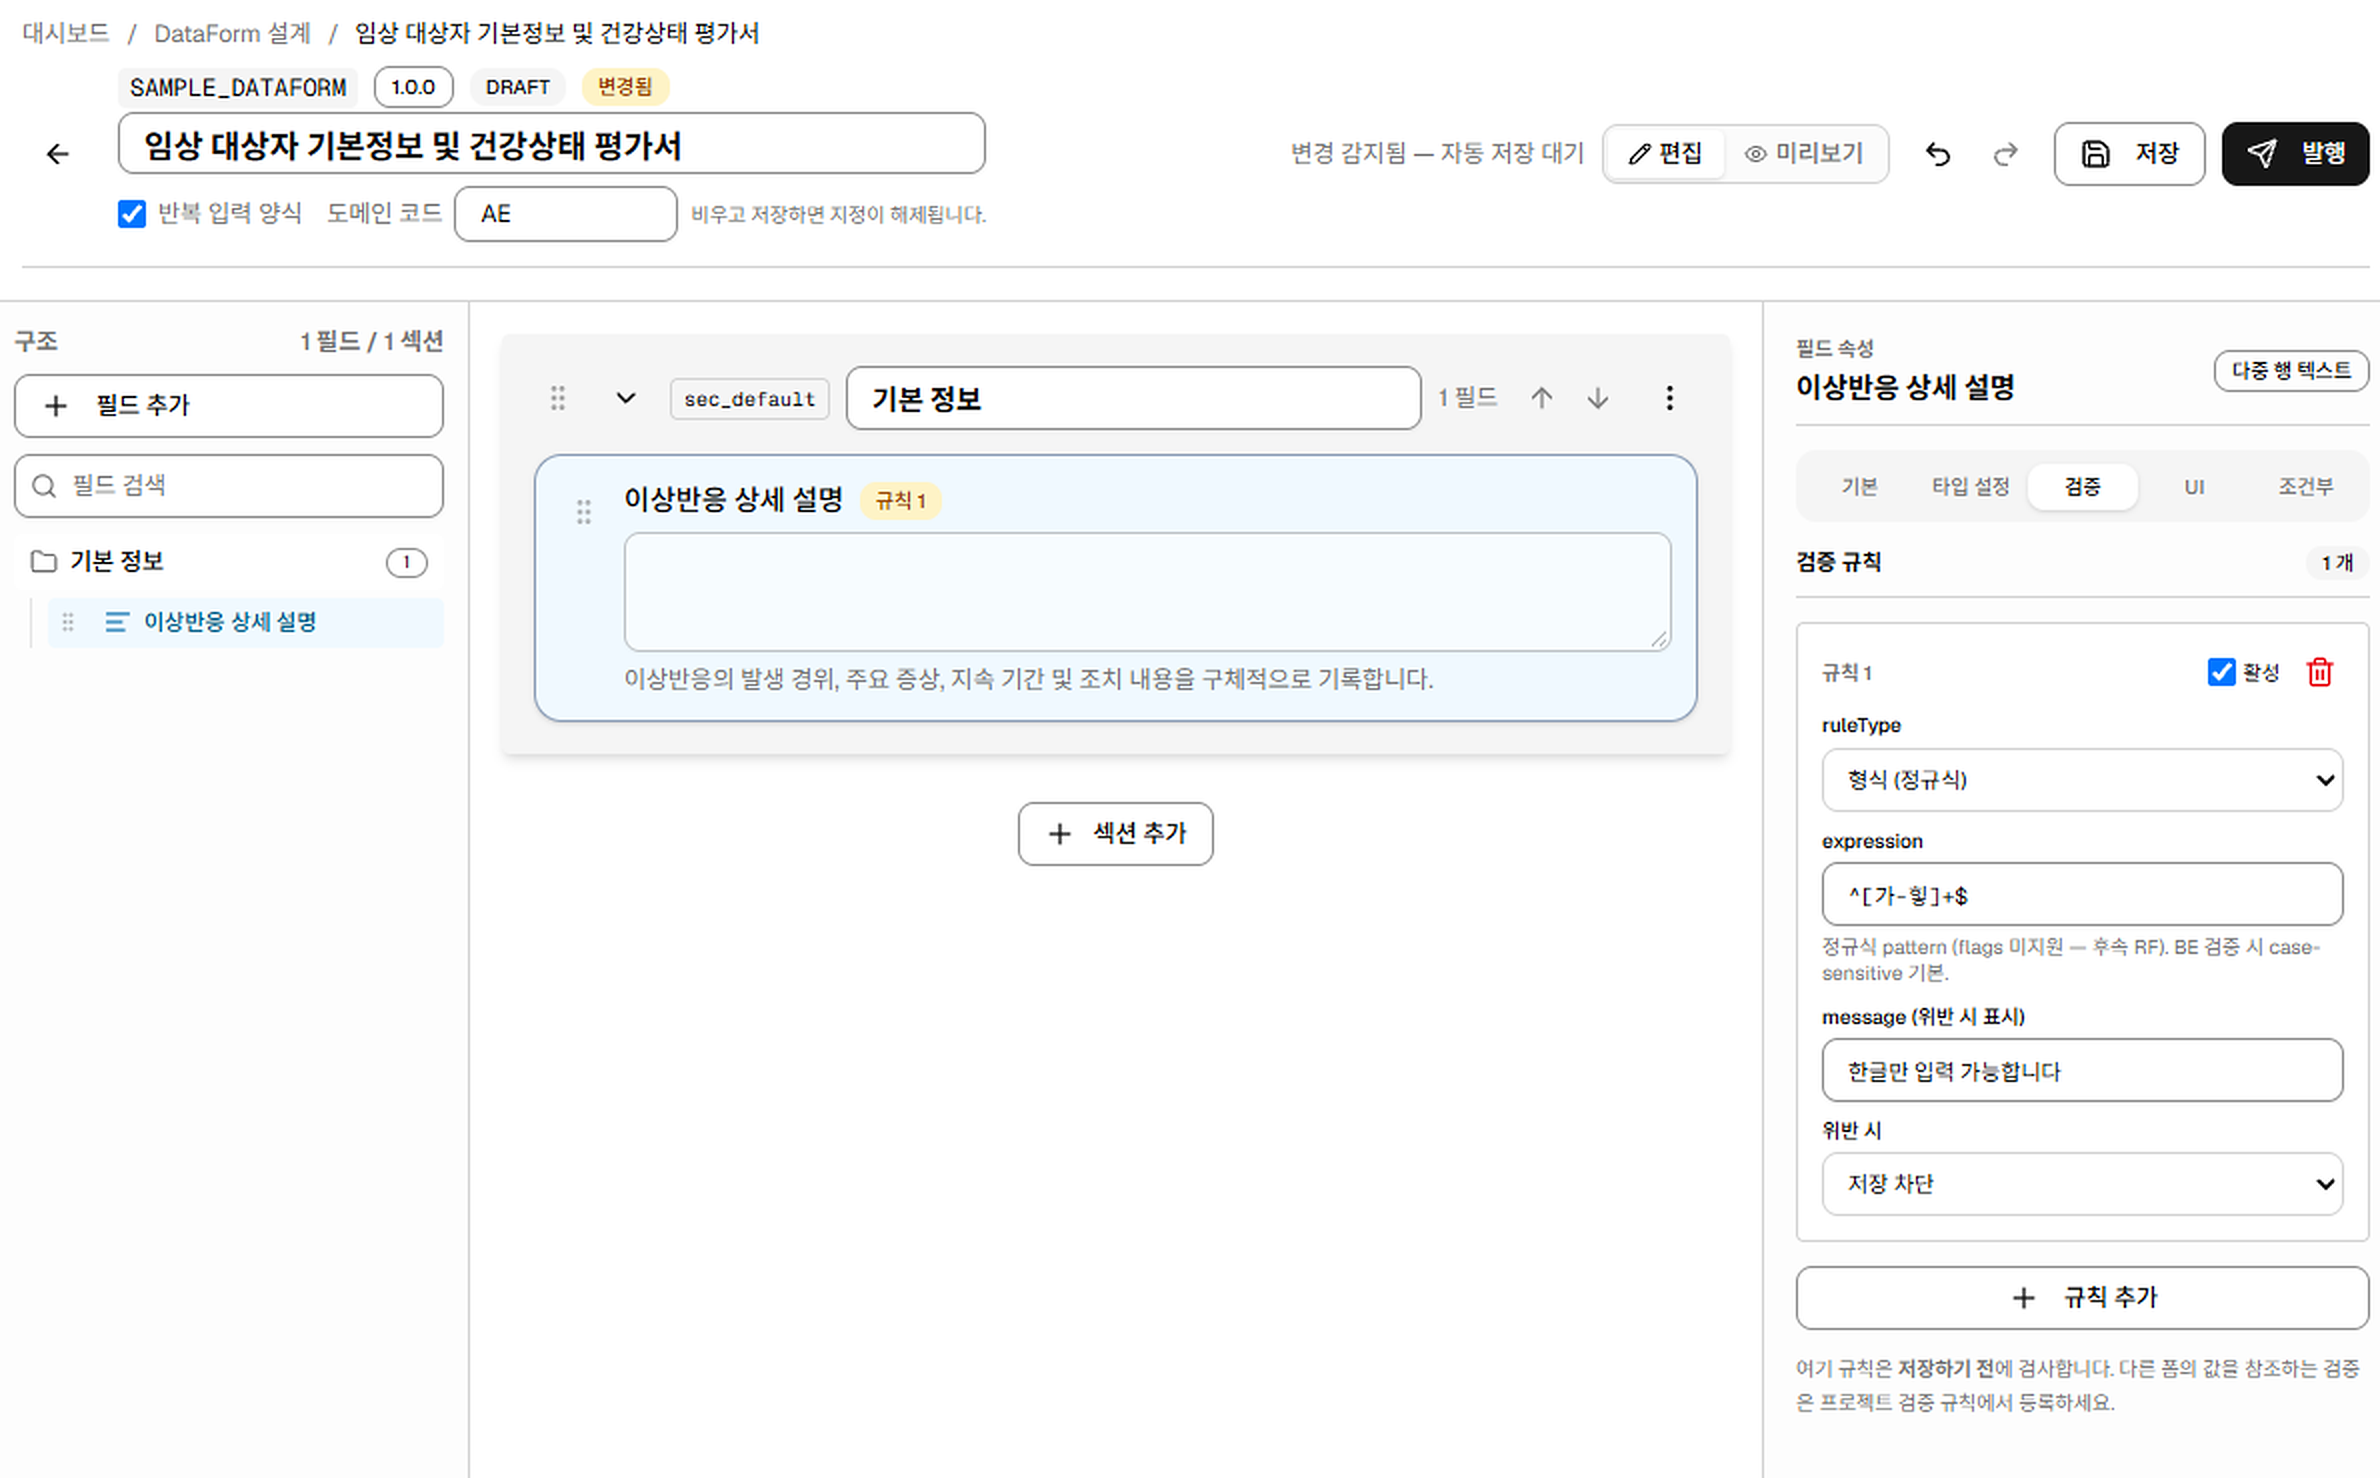 대시보드 / DataForm 설계 / 임상 대상자 기본정보 및 건강상태 평가서
SAMPLE_DATAFORM 1.0.0 DRAFT 변경됨
임상 대상자 기본정보 및 건강상태 평가서
변경 감지됨 — 자동 저장 대기 편집 미리보기 저장 발행
반복 입력 양식 도메인 코드 AE 비우고 저장하면 지정이 해제됩니다.
구조 1 필드 / 1 섹션
필드 추가
필드 검색
기본 정보 1
이상반응 상세 설명
sec_default 기본 정보 1 필드
이상반응 상세 설명 규칙 1
이상반응의 발생 경위, 주요 증상, 지속 기간 및 조치 내용을 구체적으로 기록합니다.
섹션 추가
필드 속성
이상반응 상세 설명 다중 행 텍스트
기본 타입 설정 검증 UI 조건부
검증 규칙 1 개
규칙 1 활성
ruleType
형식 (정규식)
expression
^[가-힣]+$
정규식 pattern (flags 미지원 — 후속 RF). BE 검증 시 case-
sensitive 기본.
message (위반 시 표시)
한글만 입력 가능합니다
위반 시
저장 차단
규칙 추가
여기 규칙은 저장하기 전에 검사합니다. 다른 폼의 값을 참조하는 검증
은 프로젝트 검증 규칙에서 등록하세요.